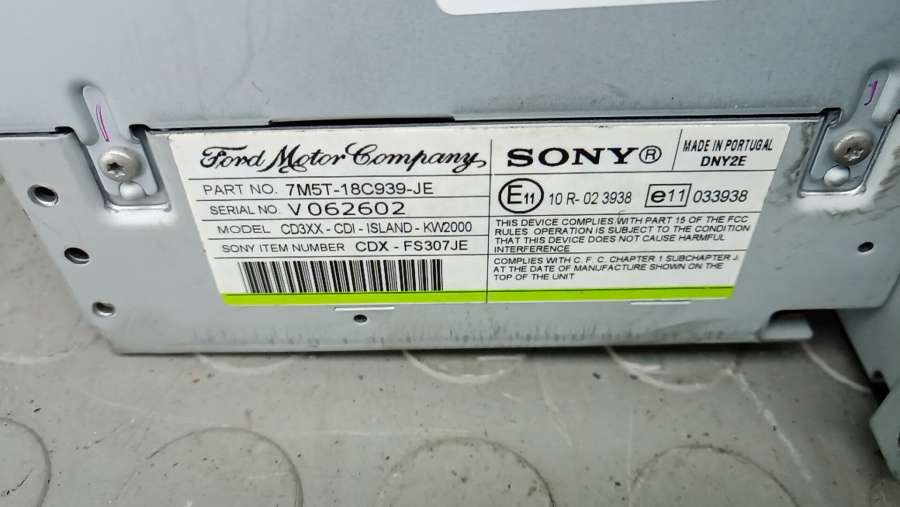 Ford Motor Company
PART NO. 7M5T-18C939-JE
SERIAL NO. V062602
MODEL CD3XX - CDI - ISLAND - KW2000
SONY ITEM NUMBER CDX - FS307JE
SONY®
MADE IN PORTUGAL
DNY2E
E11 10 R- 02 3938 e11 033938
THIS DEVICE COMPLIES WITH PART 15 OF THE FCC
RULES OPERATION IS SUBJECT TO THE CONDITION
THAT THIS DEVICE DOES NOT CAUSE HARMFUL
INTERFERENCE
COMPLIES WITH C. F. C. CHAPTER 1 SUBCHAPTER J.
AT THE DATE OF MANUFACTURE SHOWN ON THE
TOP OF THE UNIT